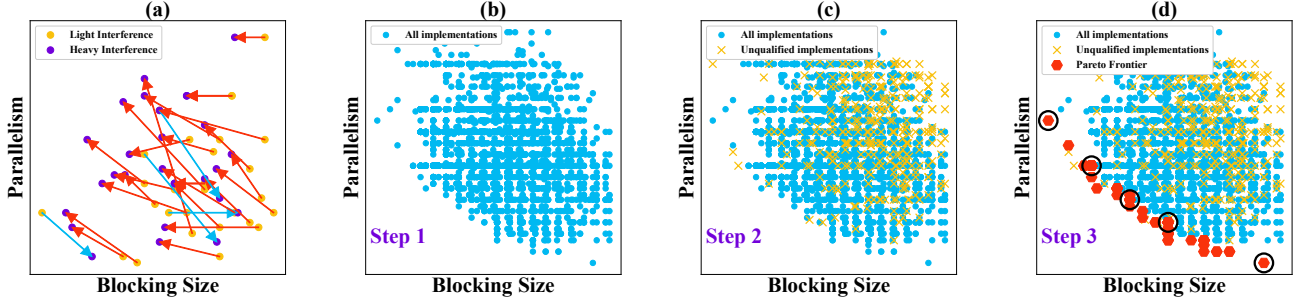 (a)
Light Interference
Heavy Interference
Parallelism
Blocking Size
(b)
All implementations
Parallelism
Step 1
Blocking Size
(c)
All implementations
Unqualified implementations
Parallelism
Step 2
Blocking Size
(d)
All implementations
Unqualified implementations
Pareto Frontier
Parallelism
Step 3
Blocking Size